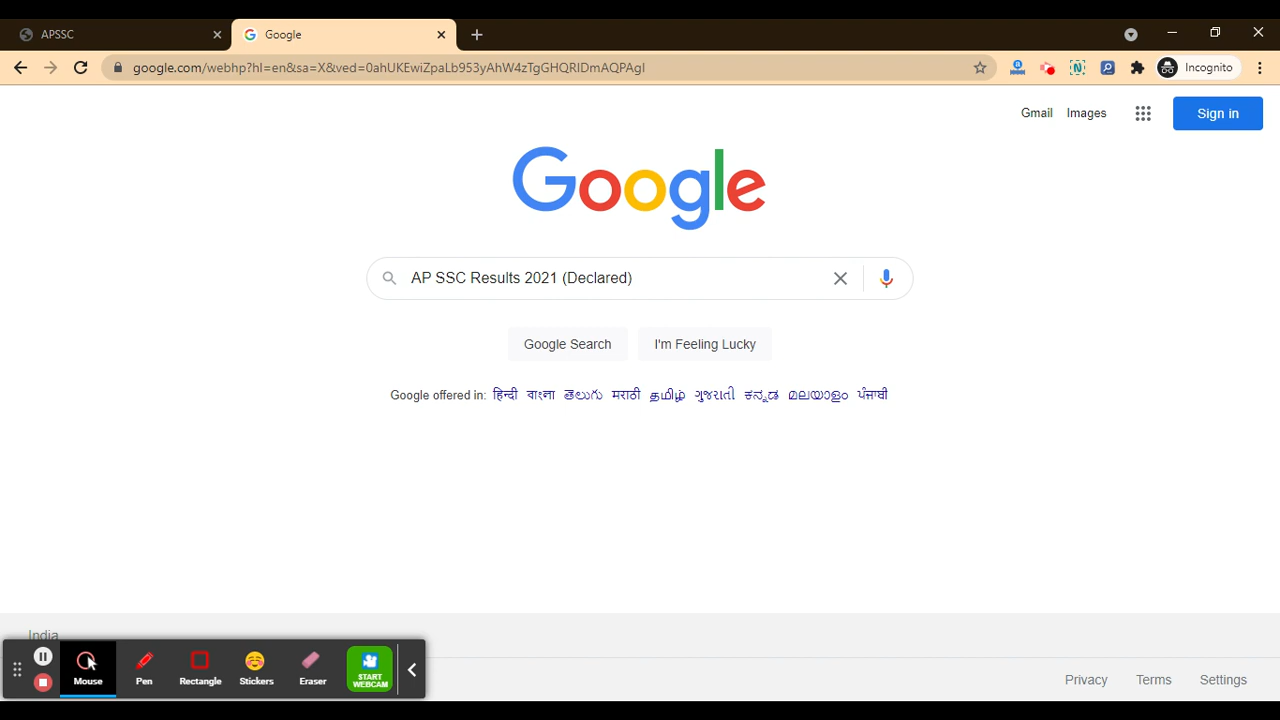 APSSC
Google
google.com/webhp?hl=en&sa=X&ved=0ahUKEwiZpaLb953yAhW4zTgGHQRIDmAQPAgI
Incognito
Gmail Images Sign in
Google
AP SSC Results 2021 (Declared)
Google Search I'm Feeling Lucky
Google offered in: हिन्दी বাংলা తెలుగు मराठी தமிழ் ગુજરાતી ಕನ್ನಡ മലയാളം ਪੰਜਾਬੀ
India
Mouse Pen Rectangle Stickers Eraser START WEBCAM
Privacy Terms Settings